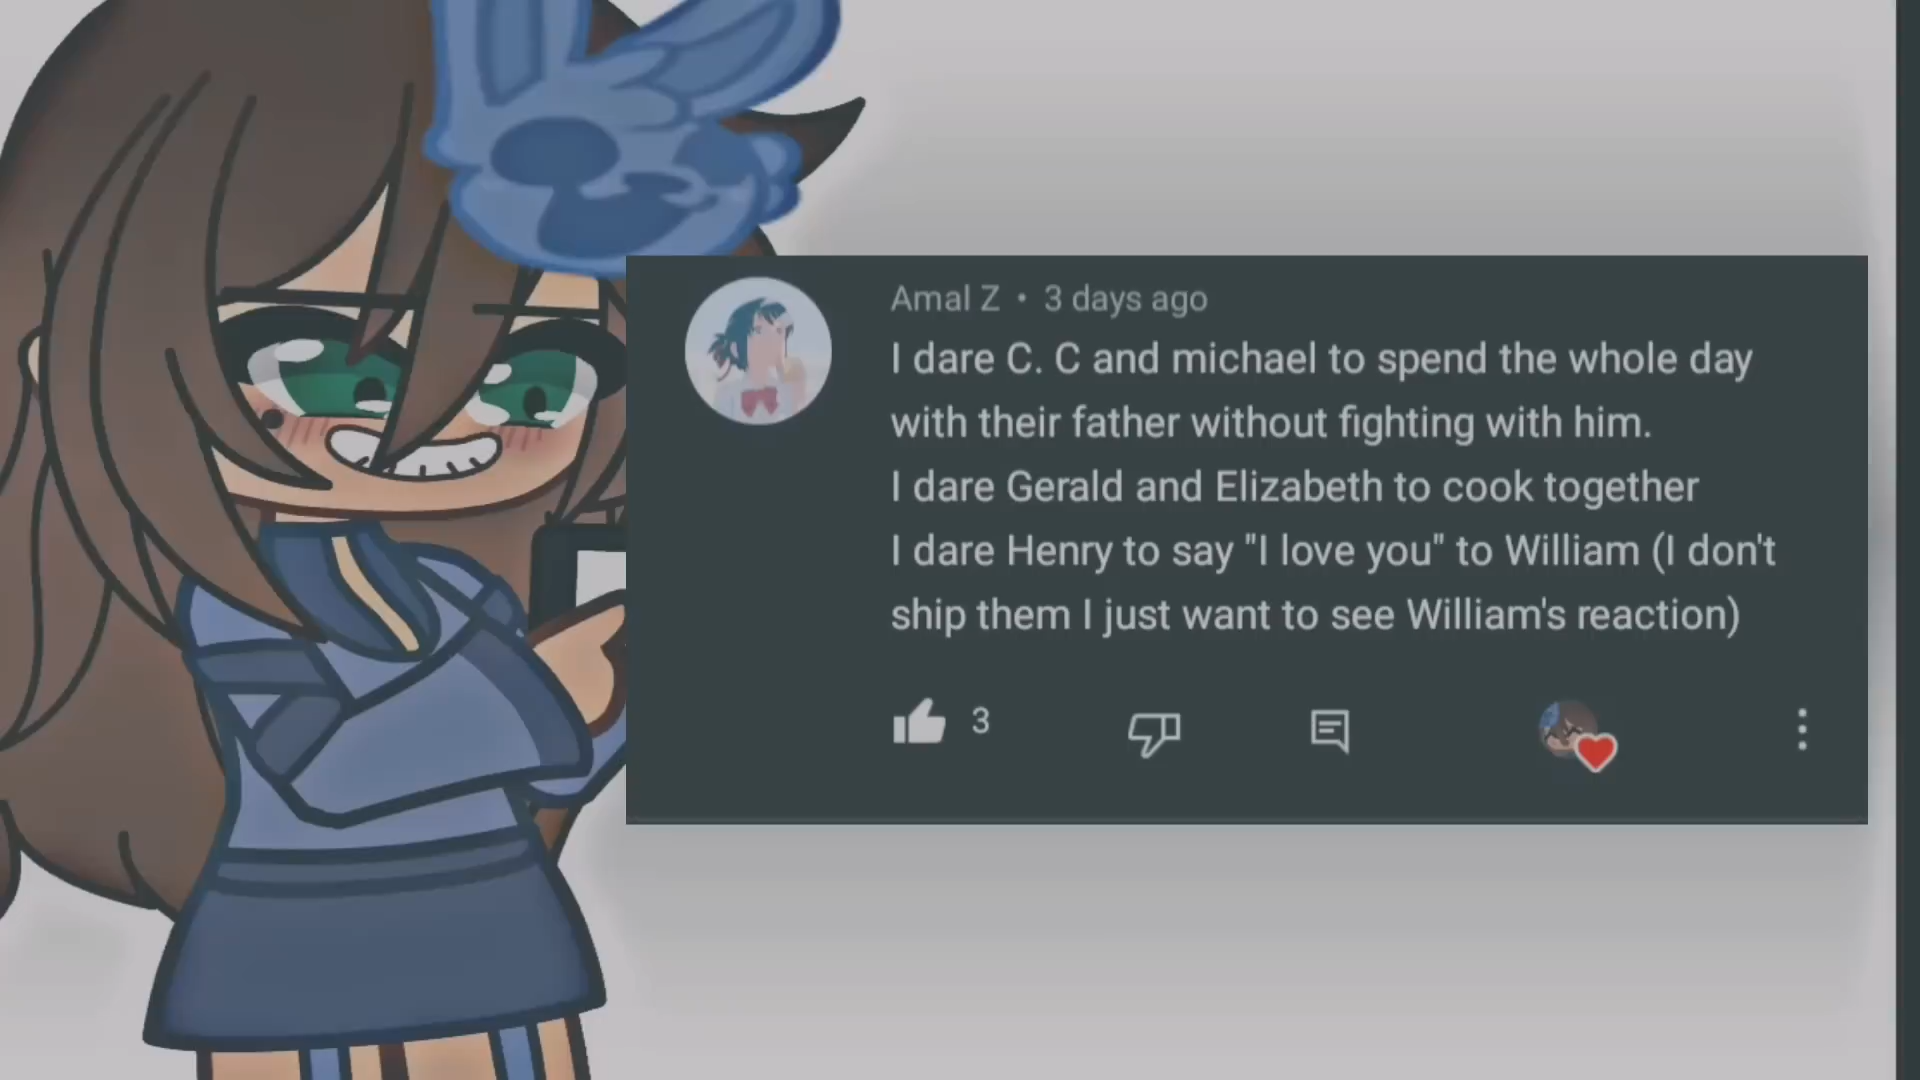 Amal Z • 3 days ago
I dare C. C and michael to spend the whole day
with their father without fighting with him.
I dare Gerald and Elizabeth to cook together
I dare Henry to say "I love you" to William (I don't
ship them I just want to see William's reaction)
3